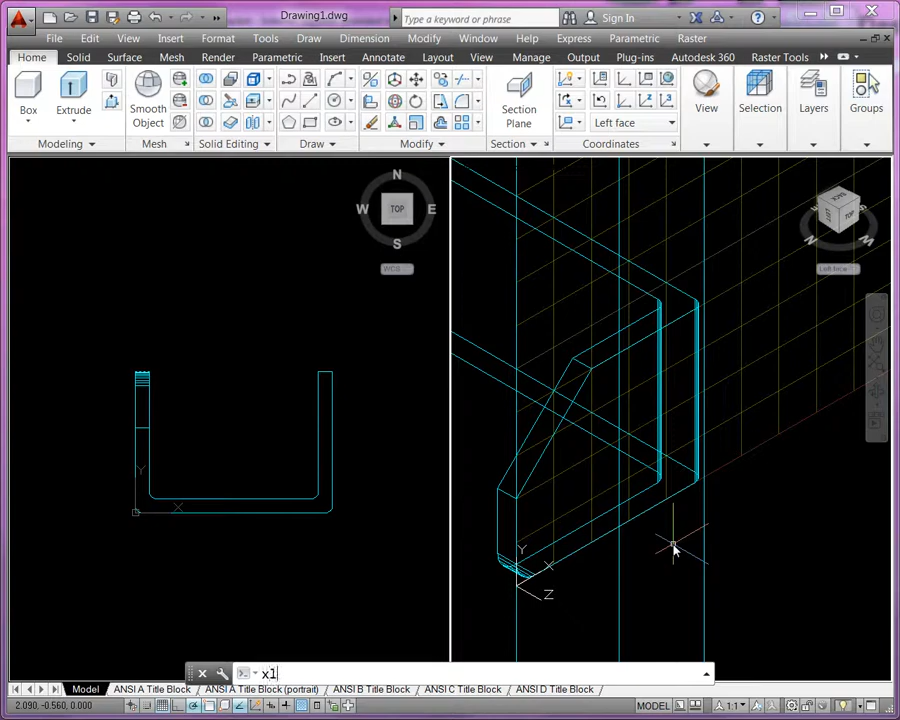 Drawing1.dwg
Type a keyword or phrase
Sign In
File Edit View Insert Format Tools Draw Dimension Modify Window Help Express Parametric Raster
Home Solid Surface Mesh Render Parametric Insert Annotate Layout View Manage Output Plug-ins Autodesk 360 Raster Tools
Box
Extrude
Smooth
Object
Section
Plane
Left face
View
Selection
Layers
Groups
Modeling
Mesh
Solid Editing
Draw
Modify
Section
Coordinates
N
W
TOP
E
S
WCS
Y
X
Y
X
Z
xl
Model
ANSI A Title Block
ANSI A Title Block (portrait)
ANSI B Title Block
ANSI C Title Block
ANSI D Title Block
2.090, -0.560, 0.000
MODEL
1:1